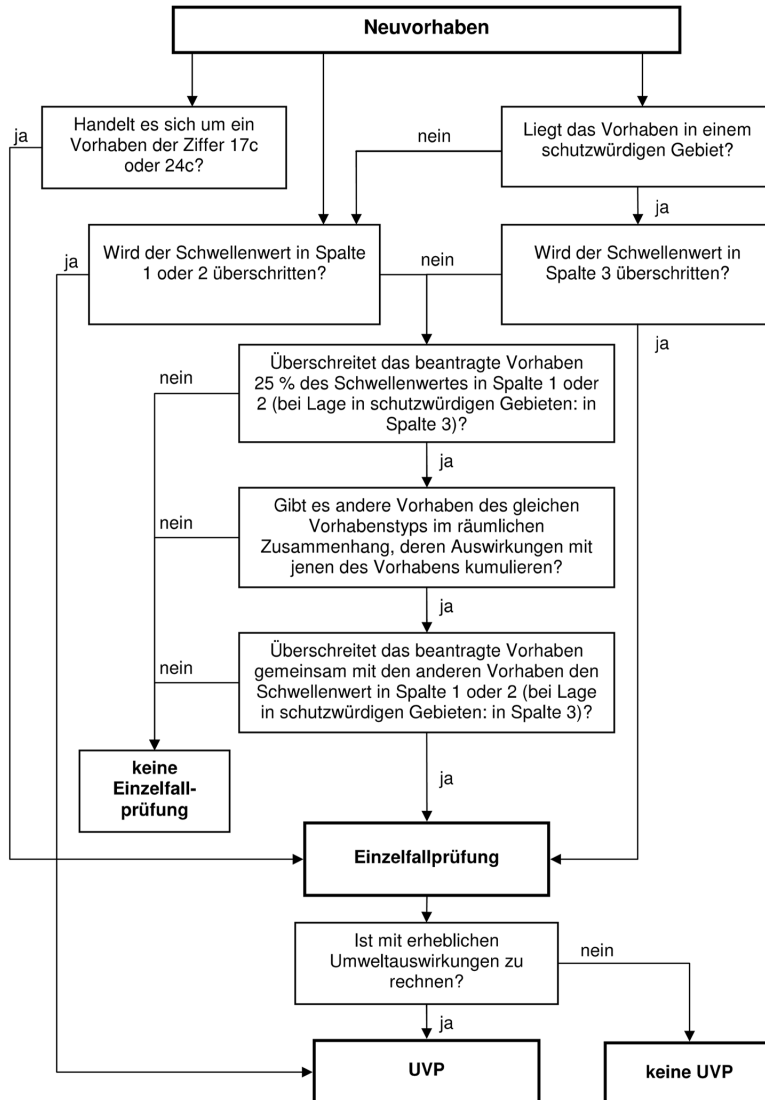 Neuvorhaben
ja
Handelt es sich um ein
Vorhaben der Ziffer 17c
oder 24c?
nein
Liegt das Vorhaben in einem
schutzwürdigen Gebiet?
ja
ja
Wird der Schwellenwert in Spalte
1 oder 2 überschritten?
nein
Wird der Schwellenwert in
Spalte 3 überschritten?
ja
nein
Überschreitet das beantragte Vorhaben
25 % des Schwellenwertes in Spalte 1 oder
2 (bei Lage in schutzwürdigen Gebieten: in
Spalte 3)?
ja
nein
Gibt es andere Vorhaben des gleichen
Vorhabenstyps im räumlichen
Zusammenhang, deren Auswirkungen mit
jenen des Vorhabens kumulieren?
ja
nein
Überschreitet das beantragte Vorhaben
gemeinsam mit den anderen Vorhaben den
Schwellenwert in Spalte 1 oder 2 (bei Lage
in schutzwürdigen Gebieten: in Spalte 3)?
keine
Einzelfall-
prüfung
ja
Einzelfallprüfung
Ist mit erheblichen
Umweltauswirkungen zu
rechnen?
nein
ja
UVP
keine UVP